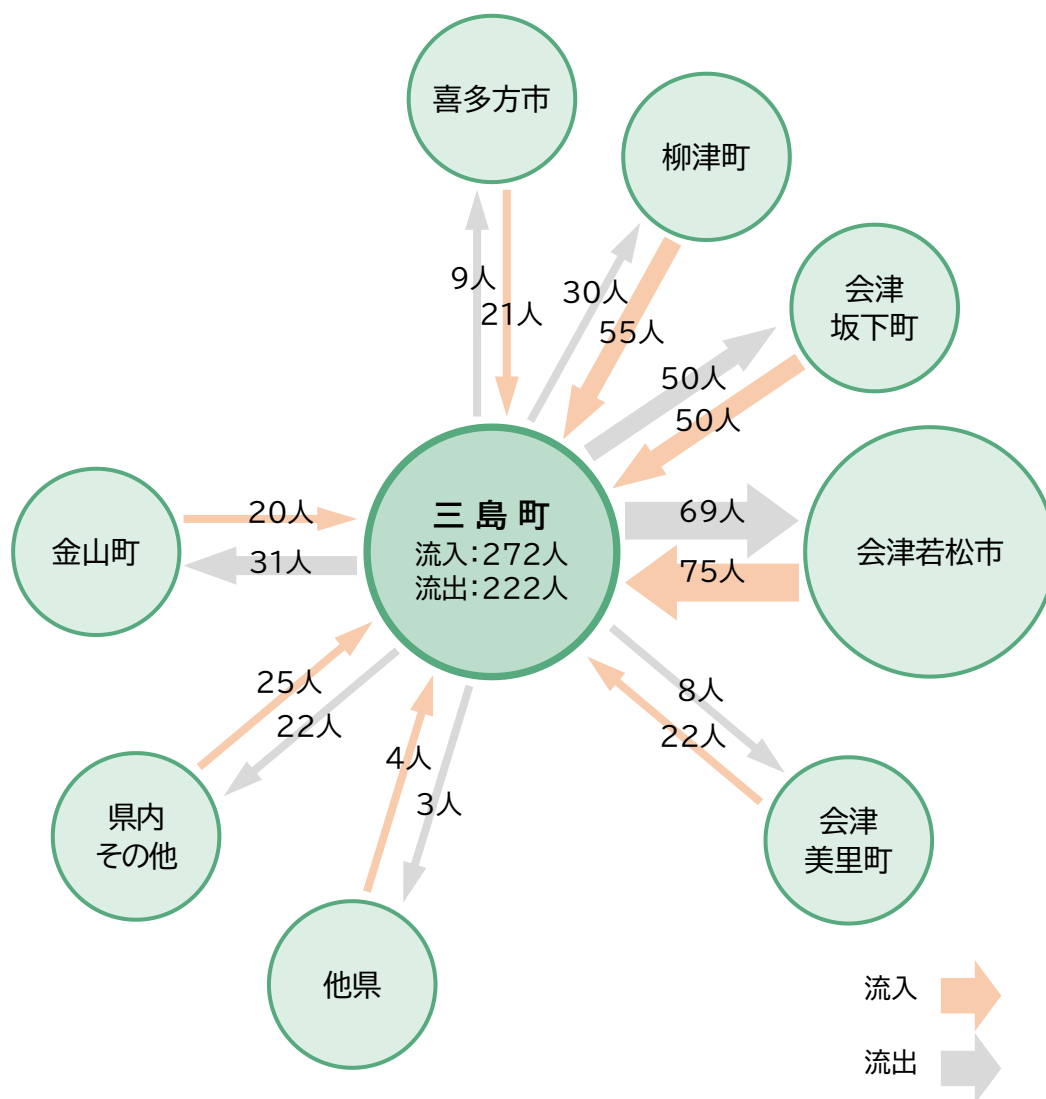 喜多方市
柳津町
会津
坂下町
9人
21人
30人
55人
50人
50人
三島町
流入:272人
流出:222人
69人
75人
会津若松市
金山町
20人
31人
25人
22人
4人
3人
8人
22人
県内
その他
他県
会津
美里町
流入
流出